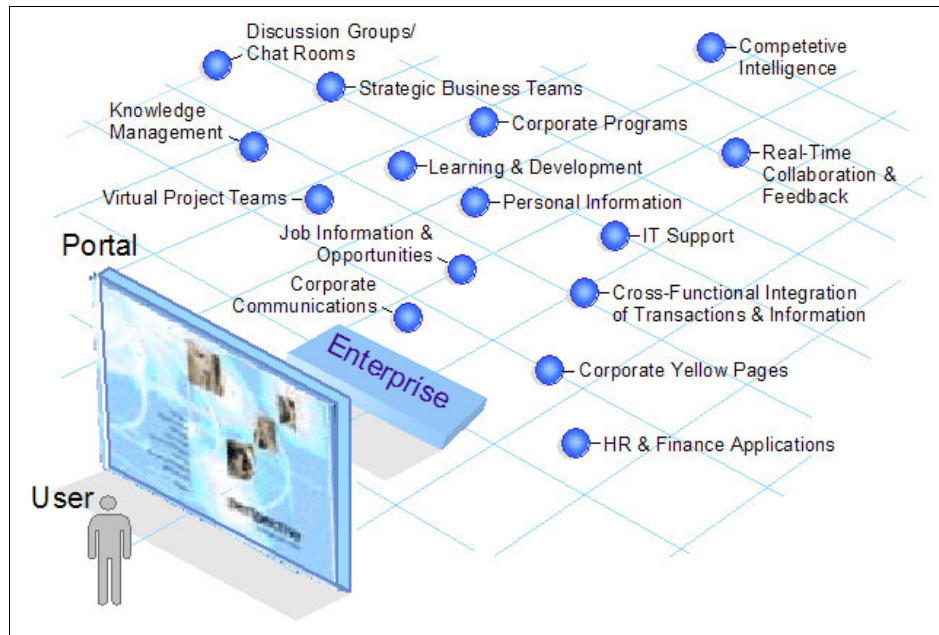 Discussion Groups/
Chat Rooms
Competetive
Intelligence
Strategic Business Teams
Knowledge
Management
Corporate Programs
Real-Time
Collaboration &
Feedback
Learning & Development
Virtual Project Teams
Personal Information
Job Information &
Opportunities
IT Support
Portal
Corporate
Communications
Cross-Functional Integration
of Transactions & Information
Enterprise
Corporate Yellow Pages
HR & Finance Applications
User
Perspective